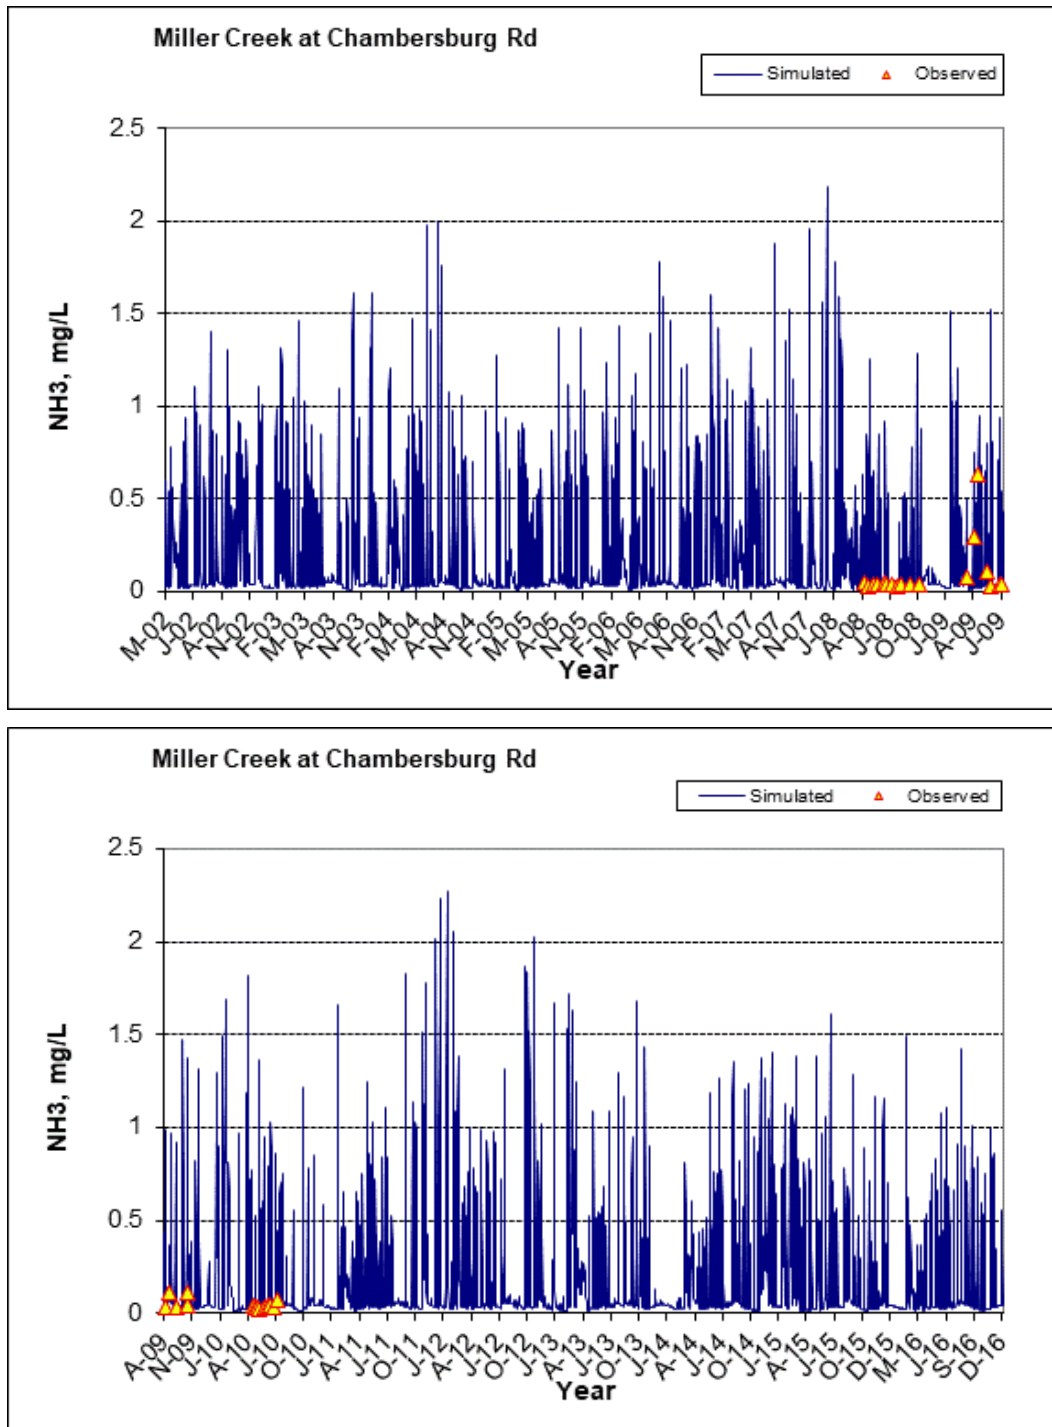 Miller Creek at Chambersburg Rd
Simulated Observed
2.5
2
1.5
1
0.5
0
NH3, mg/L
M-02 J-02 A-02 N-02 F-03 M-03 A-03 N-03 F-04 M-04 A-04 N-04 F-05 M-05 A-05 N-05 F-06 M-06 A-06 N-06 F-07 M-07 A-07 N-07 J-08 A-08 J-08 O-08 J-09 A-09 J-09
Year
Miller Creek at Chambersburg Rd
Simulated Observed
2.5
2
1.5
1
0.5
0
NH3, mg/L
A-09 N-09 J-10 A-10 J-10 O-10 J-11 A-11 J-11 O-11 J-12 A-12 J-12 O-12 J-13 A-13 J-13 O-13 J-14 A-14 J-14 O-14 J-15 A-15 J-15 O-15 D-15 M-16 J-16 S-16 D-16
Year